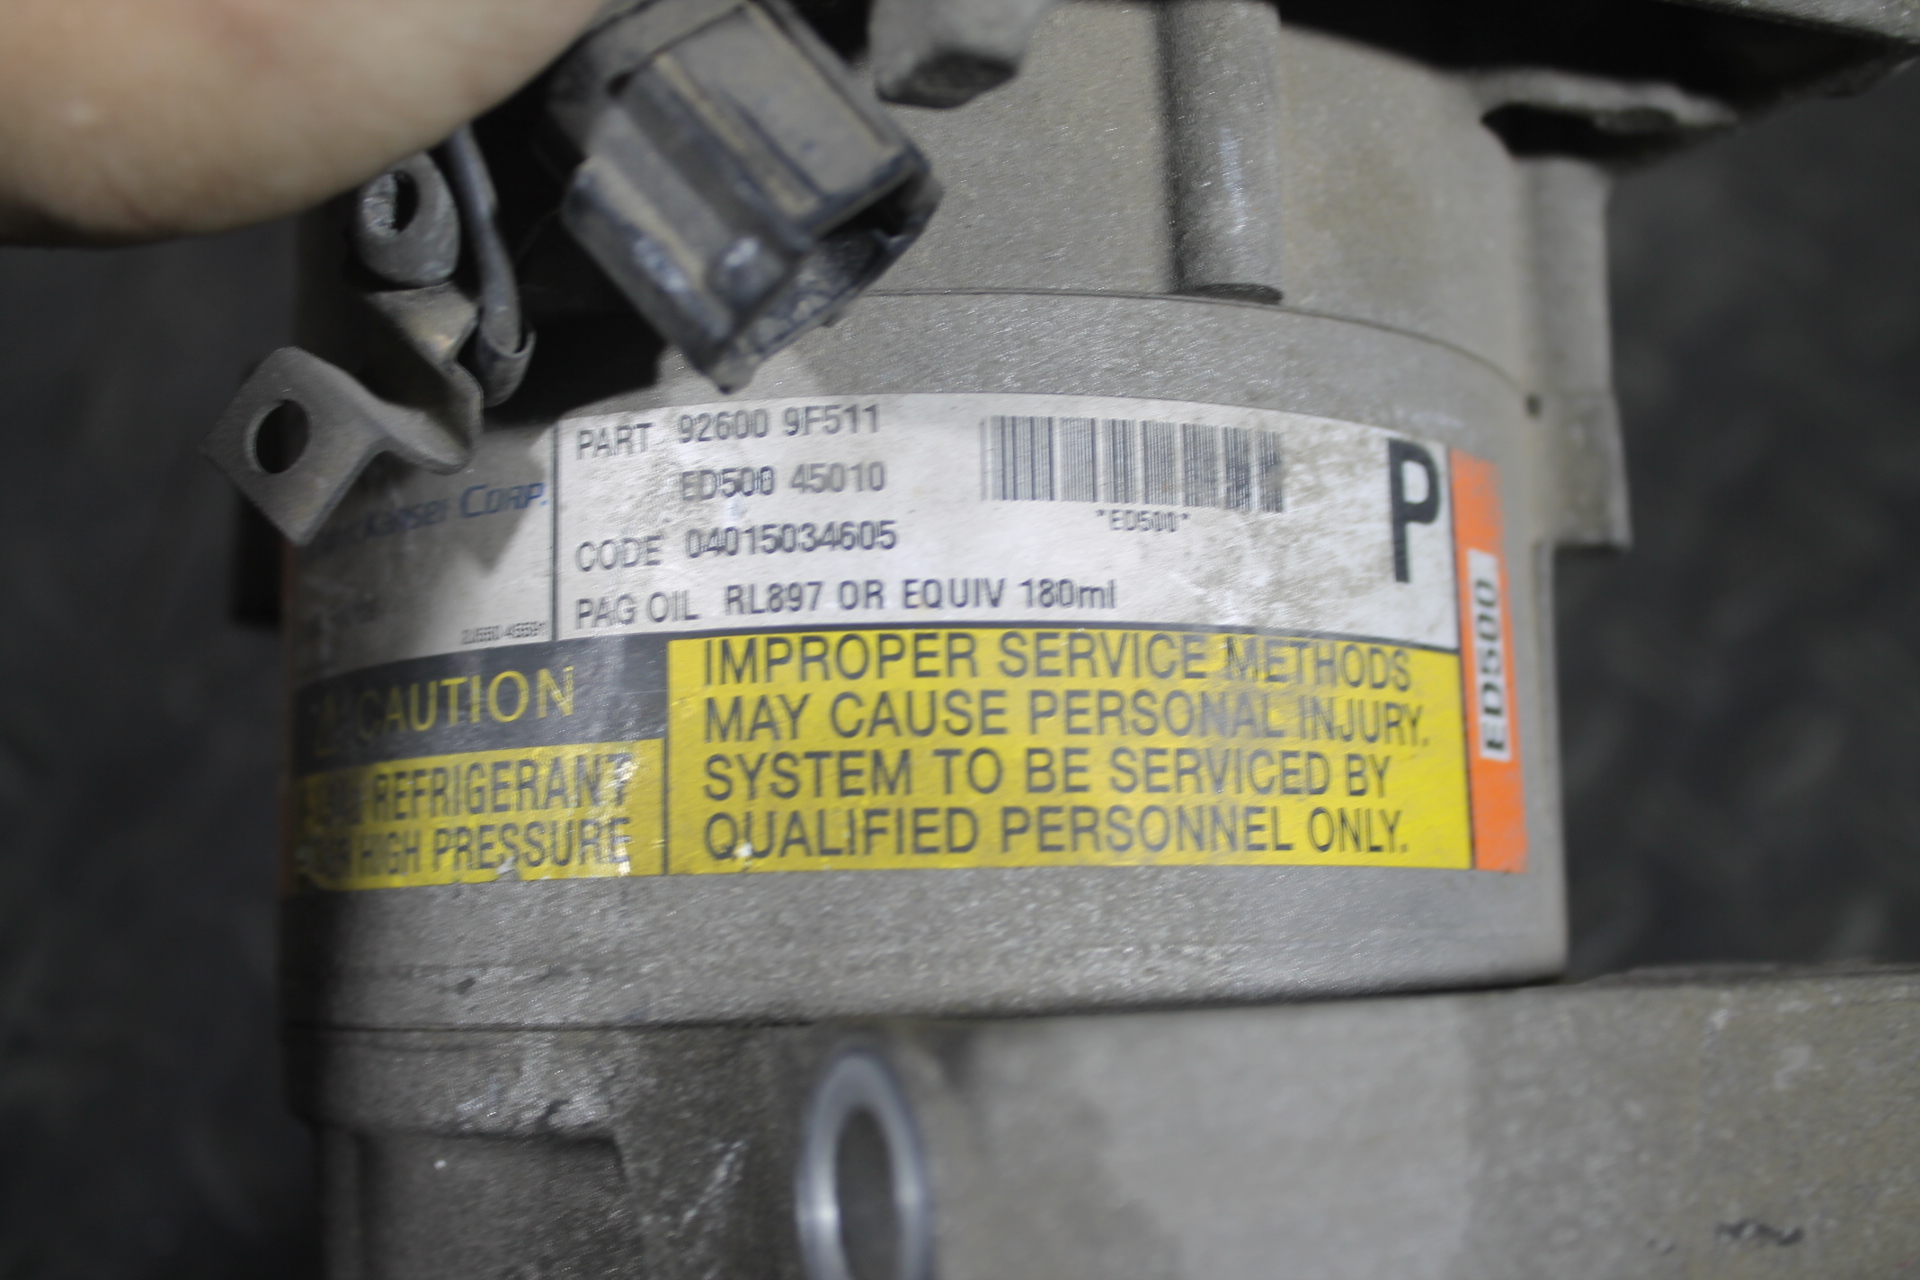 PART 92600 9F511
ED500 45010
CODE 04015034605
PAG OIL RL897 OR EQUIV 180ml
*ED500*
P
ED500
CORP.
CAUTION
REFRIGERANT
HIGH PRESSURE
IMPROPER SERVICE METHODS
MAY CAUSE PERSONAL INJURY.
SYSTEM TO BE SERVICED BY
QUALIFIED PERSONNEL ONLY.